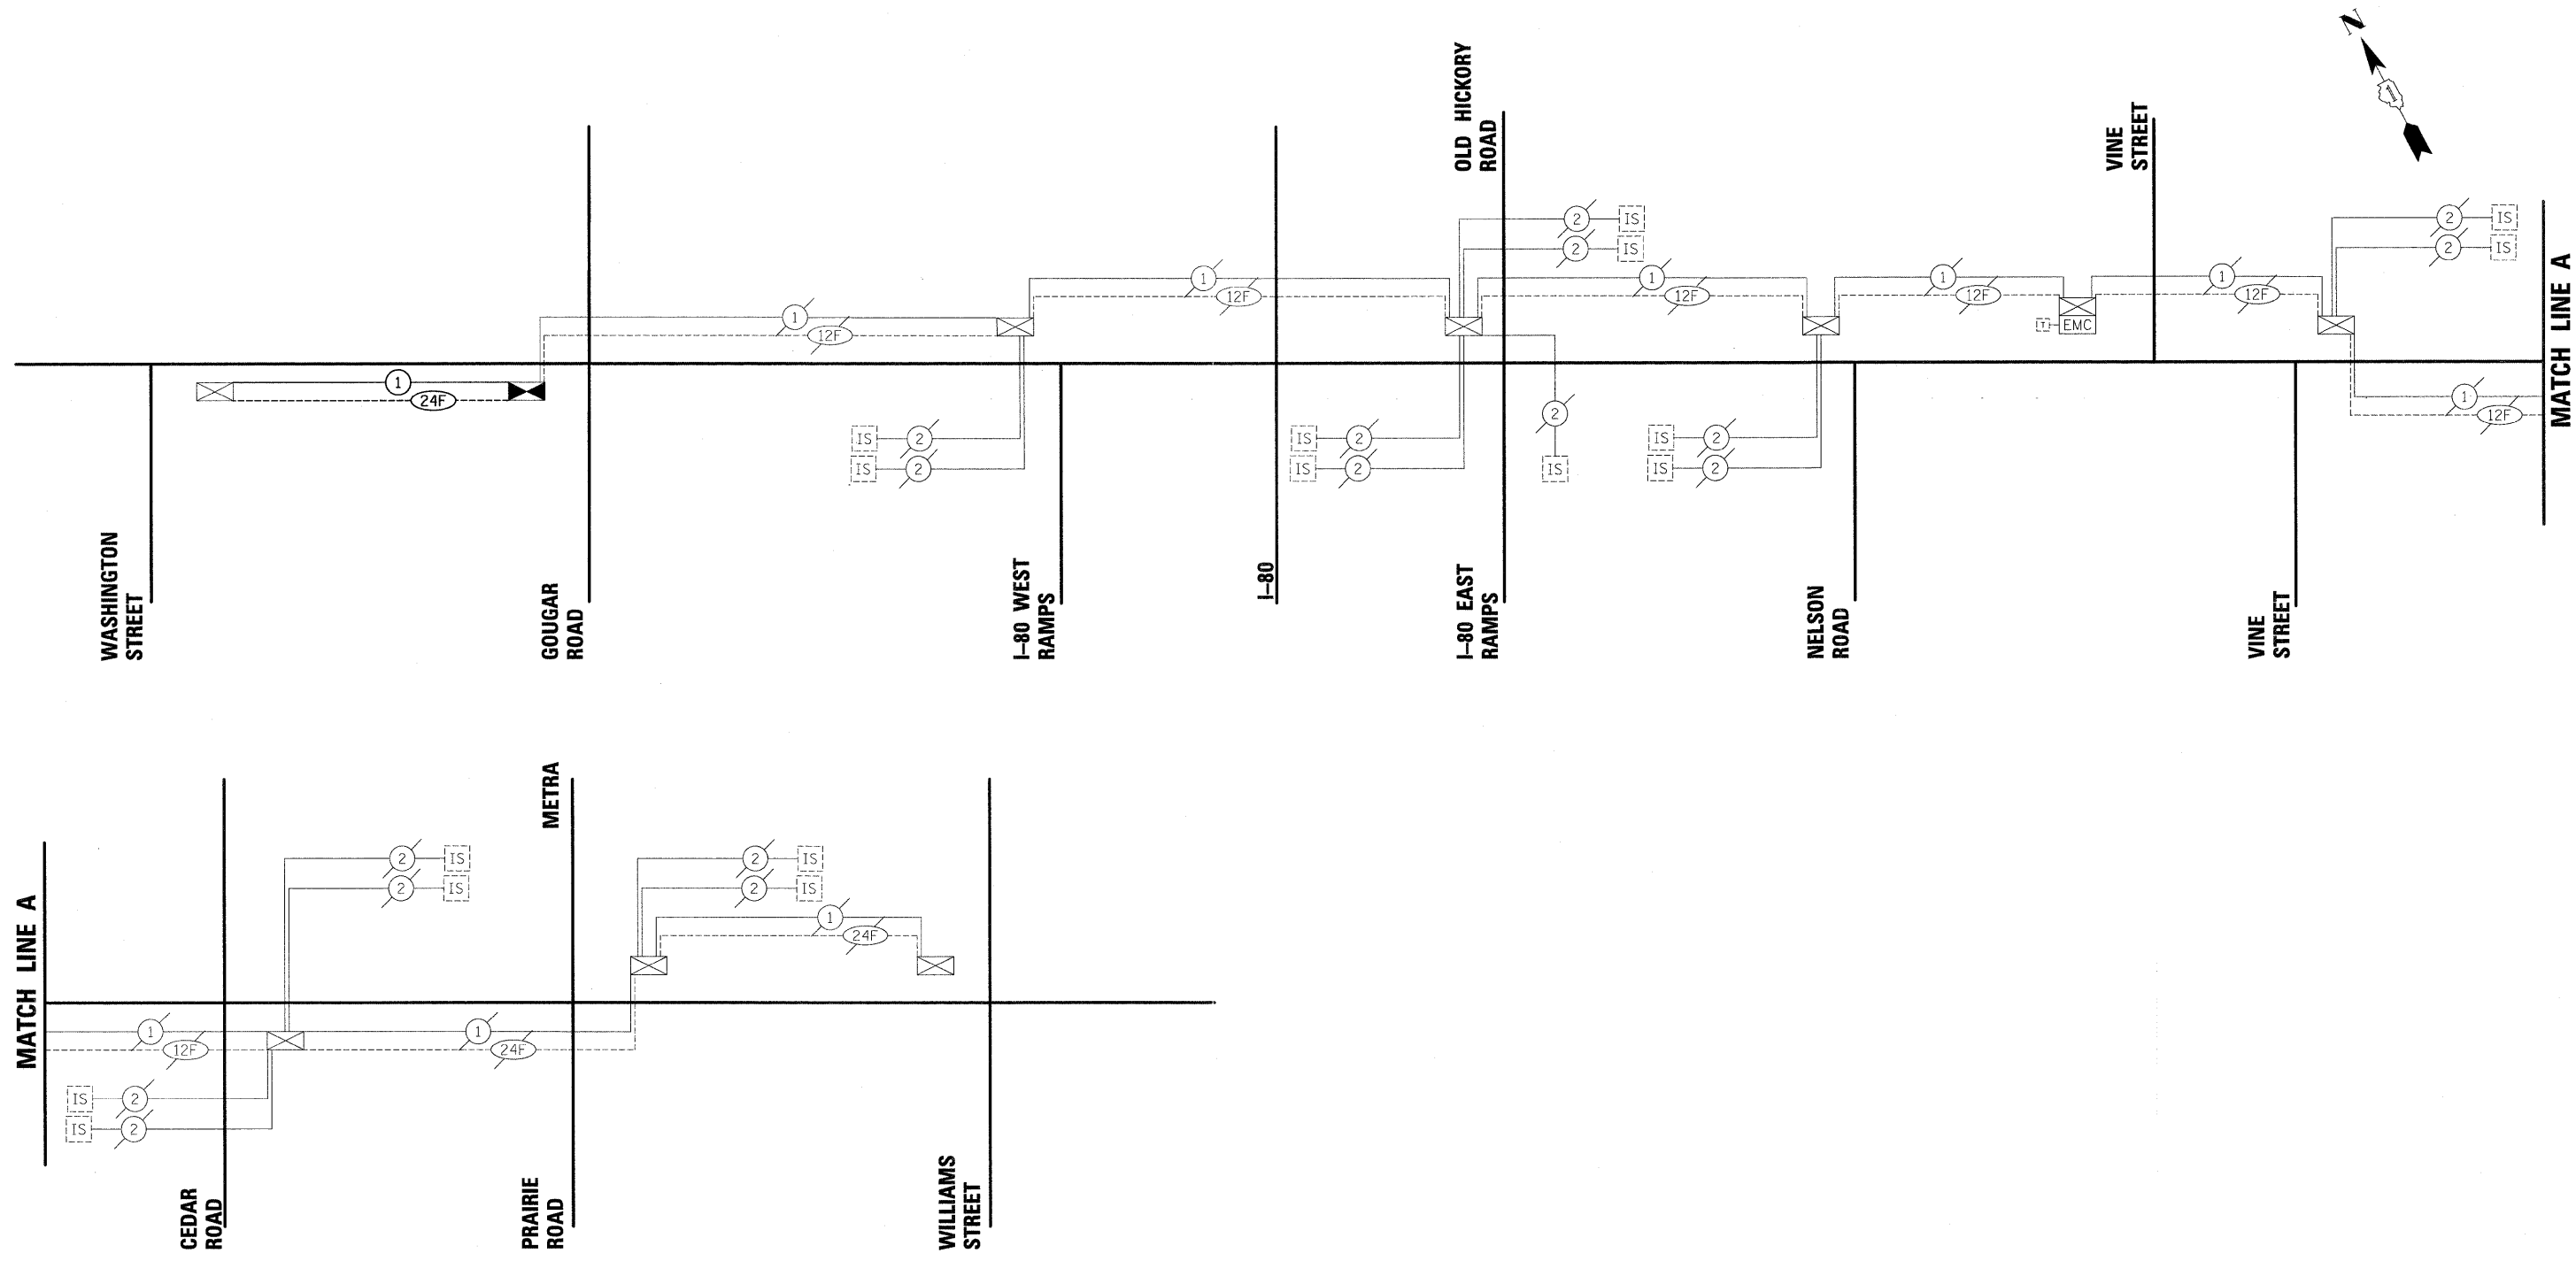 N
OLD HICKORY
ROAD
VINE
STREET
2 IS
2 IS
2 IS
2 IS
1
12F
1
12F
1
12F
1
12F
1
12F
T EMC
1
24F
MATCH LINE A
1
12F
2
IS 2
IS 2
IS 2
IS 2
IS
IS 2
IS 2
WASHINGTON
STREET
GOUGAR
ROAD
I-80 WEST
RAMPS
I-80
I-80 EAST
RAMPS
NELSON
ROAD
VINE
STREET
METRA
2 IS
2 IS
2 IS
2 IS
1
24F
MATCH LINE A
1
12F
1
24F
IS 2
IS 2
CEDAR
ROAD
PRAIRIE
ROAD
WILLIAMS
STREET